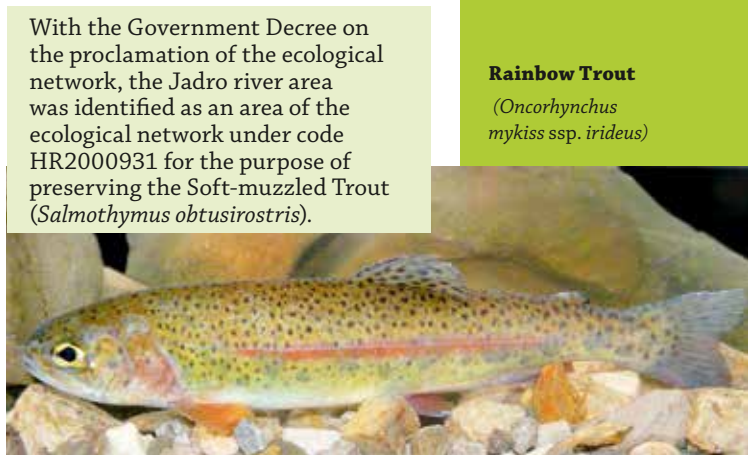 With the Government Decree on
the proclamation of the ecological
network, the Jadro river area
was identified as an area of the
ecological network under code
HR2000931 for the purpose of
preserving the Soft-muzzled Trout
(Salmothymus obtusirostris).
Rainbow Trout
(Oncorhynchus
mykiss ssp. irideus)